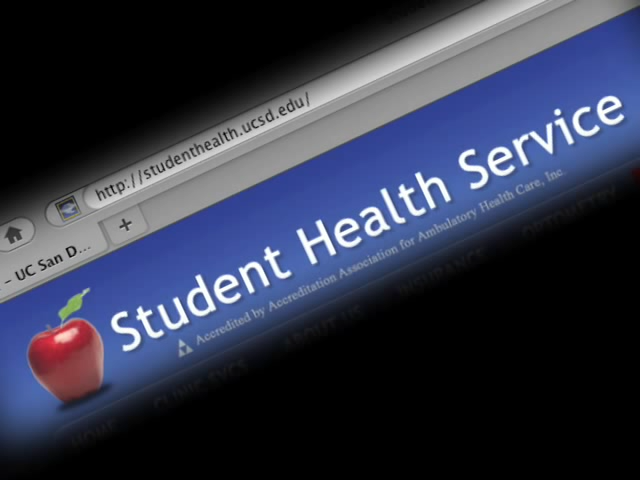 http://studenthealth.ucsd.edu/
- UC San D...
+
Student Health Service
Accredited by Accreditation Association for Ambulatory Health Care, Inc.
HOME CLINIC SVCS ABOUT US INSURANCE OPTOMETRY